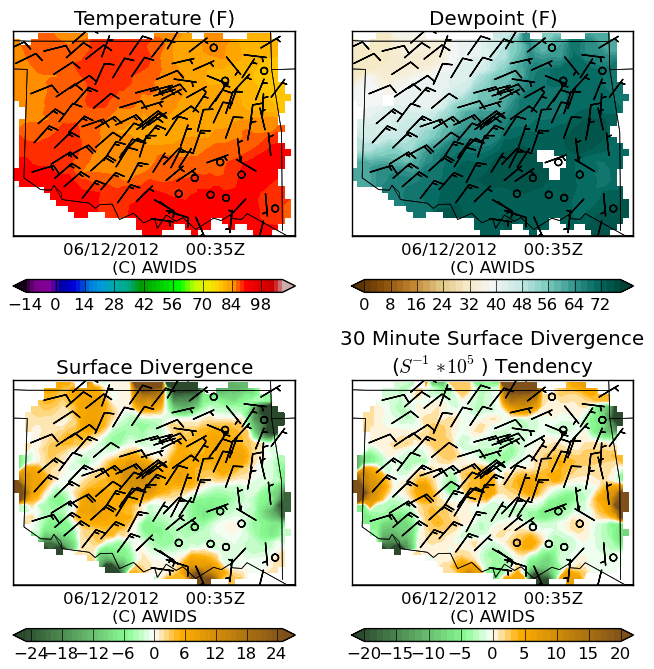 Temperature (F)
06/12/2012 00:35Z
(C) AWIDS
−14 0 14 28 42 56 70 84 98
Dewpoint (F)
06/12/2012 00:35Z
(C) AWIDS
0 8 16 24 32 40 48 56 64 72
Surface Divergence
06/12/2012 00:35Z
(C) AWIDS
−24 −18 −12 −6 0 6 12 18 24
30 Minute Surface Divergence
(S⁻¹ *10⁵ ) Tendency
06/12/2012 00:35Z
(C) AWIDS
−20 −15 −10 −5 0 5 10 15 20